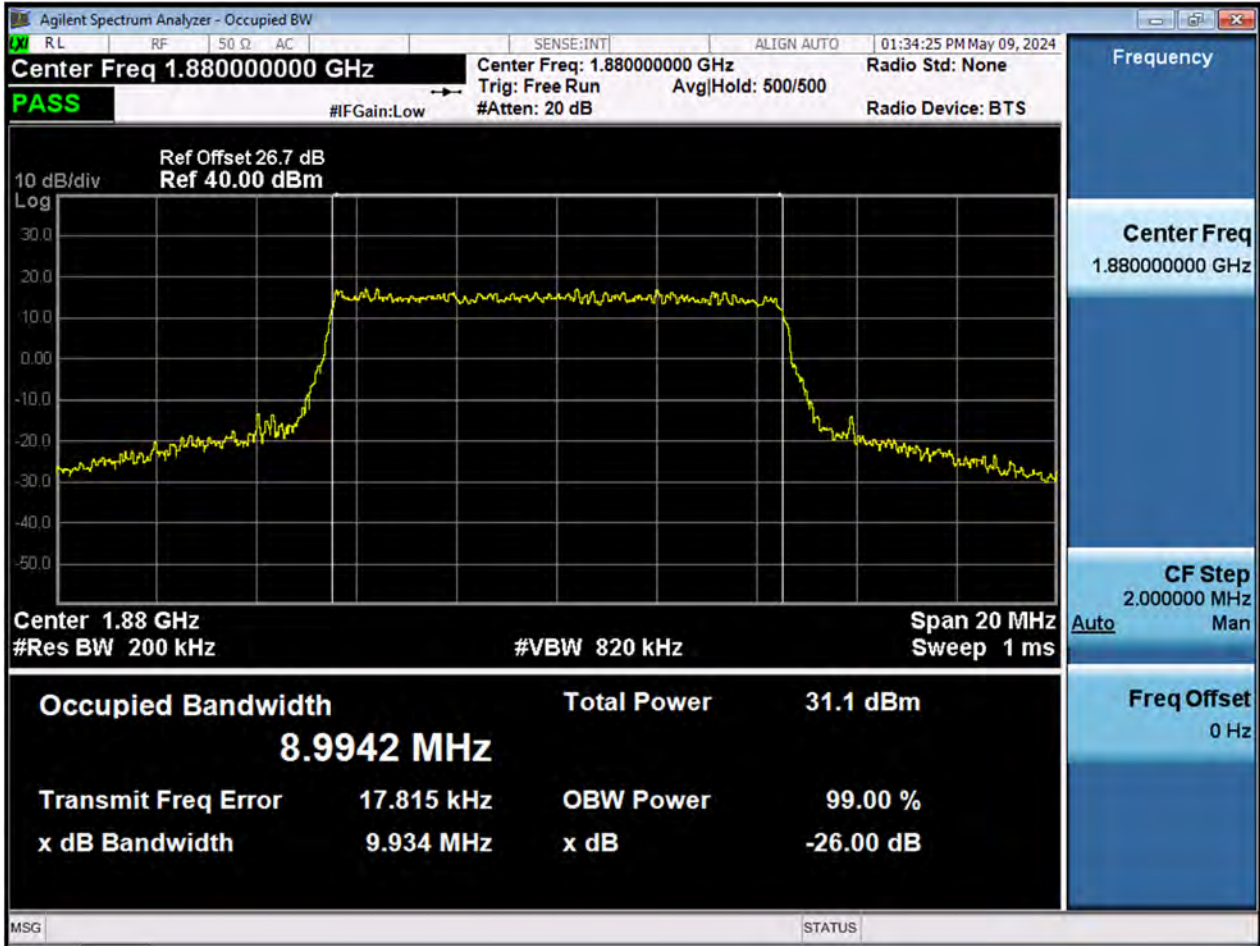 Agilent Spectrum Analyzer - Occupied BW
LXI RL RF 50 Ω AC SENSE:INT ALIGN AUTO 01:34:25 PM May 09, 2024
Center Freq 1.880000000 GHz
Center Freq: 1.880000000 GHz
Radio Std: None
Trig: Free Run Avg|Hold: 500/500
PASS
#IFGain:Low
#Atten: 20 dB
Radio Device: BTS
Ref Offset 26.7 dB
10 dB/div Ref 40.00 dBm
Log
30.0
20.0
10.0
0.00
-10.0
-20.0
-30.0
-40.0
-50.0
Center 1.88 GHz Span 20 MHz
#Res BW 200 kHz #VBW 820 kHz Sweep 1 ms
Occupied Bandwidth Total Power 31.1 dBm
8.9942 MHz
Transmit Freq Error 17.815 kHz OBW Power 99.00 %
x dB Bandwidth 9.934 MHz x dB -26.00 dB
MSG STATUS
Frequency
Center Freq
1.880000000 GHz
CF Step
2.000000 MHz
Auto Man
Freq Offset
0 Hz